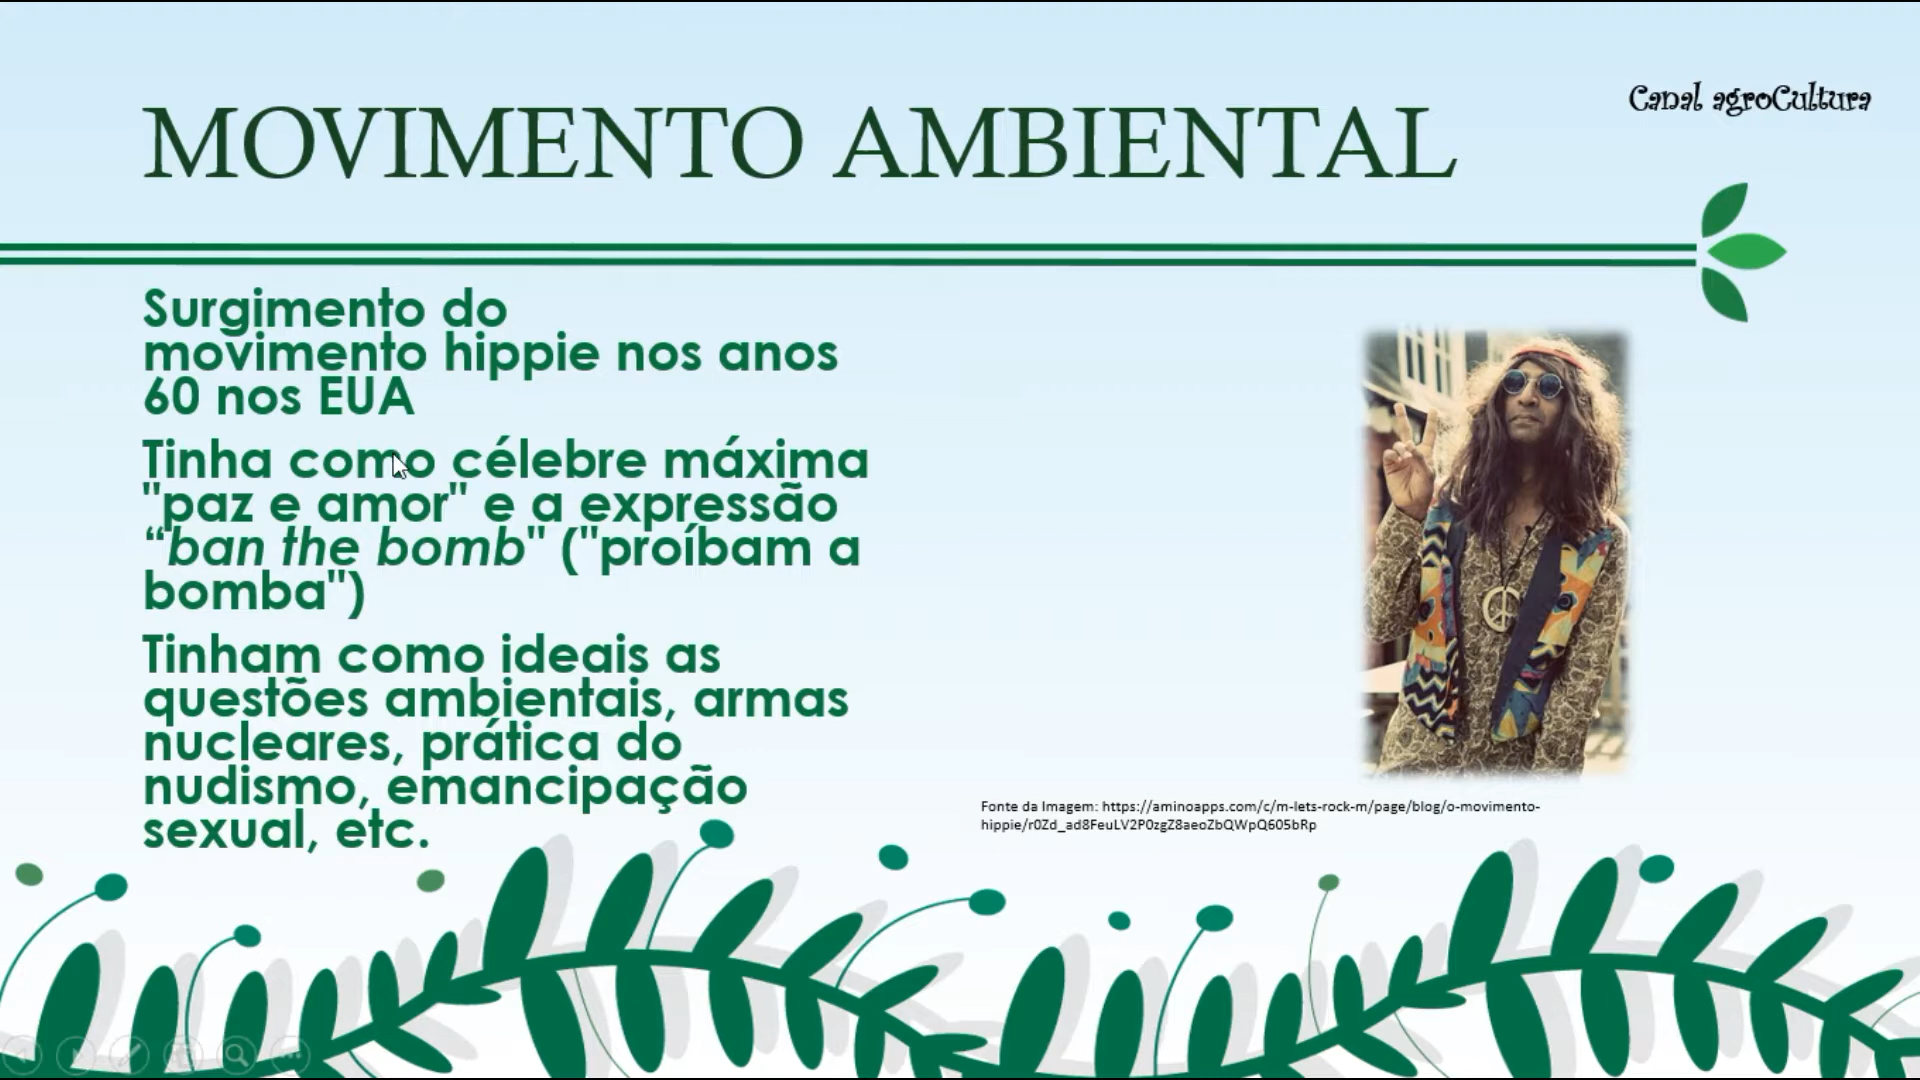 Canal agroCultura
MOVIMENTO AMBIENTAL
Surgimento do
movimento hippie nos anos
60 nos EUA
Tinha como célebre máxima
"paz e amor" e a expressão
“ban the bomb" ("proíbam a
bomba")
Tinham como ideais as
questões ambientais, armas
nucleares, prática do
nudismo, emancipação
sexual, etc.
Fonte da Imagem: https://aminoapps.com/c/m-lets-rock-m/page/blog/o-movimento-
hippie/r0Zd_ad8FeuLV2P0zgZ8aeoZbQWpQ605bRp